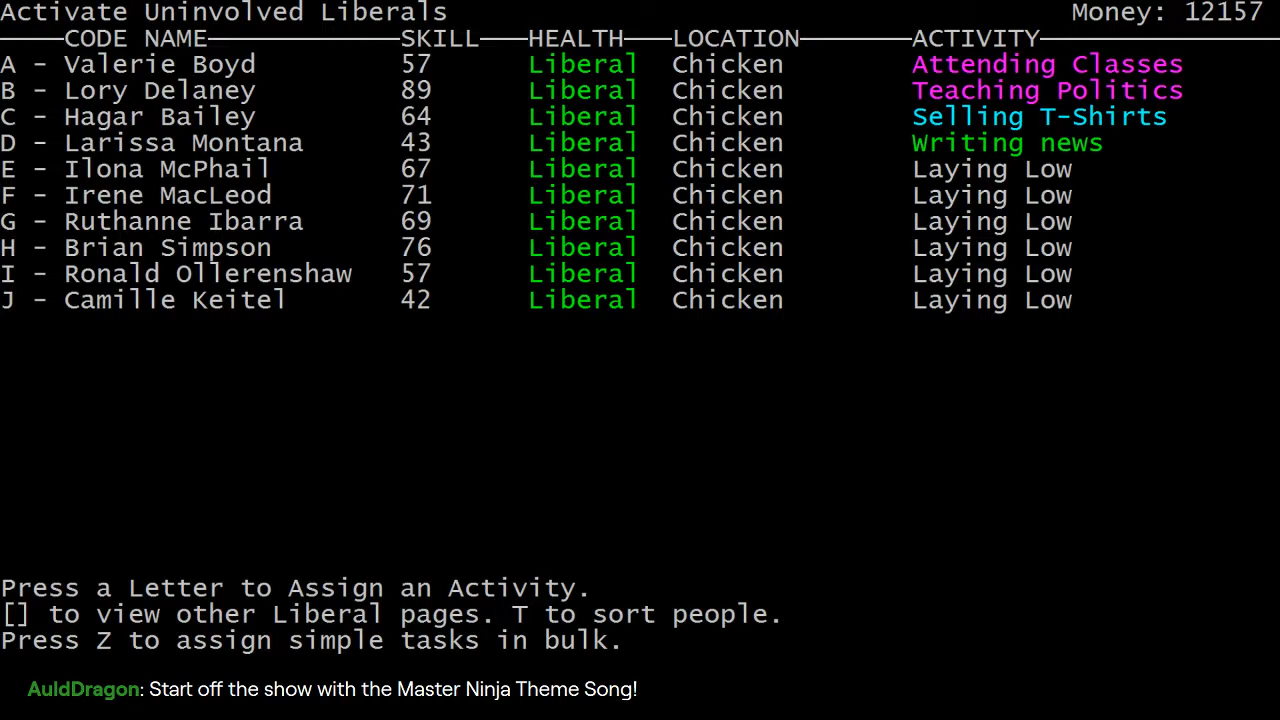 Activate Uninvolved Liberals Money: 12157
CODE NAME SKILL HEALTH LOCATION ACTIVITY
A - Valerie Boyd 57 Liberal Chicken Attending Classes
B - Lory Delaney 89 Liberal Chicken Teaching Politics
C - Hagar Bailey 64 Liberal Chicken Selling T-Shirts
D - Larissa Montana 43 Liberal Chicken Writing news
E - Ilona McPhail 67 Liberal Chicken Laying Low
F - Irene MacLeod 71 Liberal Chicken Laying Low
G - Ruthanne Ibarra 69 Liberal Chicken Laying Low
H - Brian Simpson 76 Liberal Chicken Laying Low
I - Ronald Ollerenshaw 57 Liberal Chicken Laying Low
J - Camille Keitel 42 Liberal Chicken Laying Low
Press a Letter to Assign an Activity.
[] to view other Liberal pages. T to sort people.
Press Z to assign simple tasks in bulk.
AuldDragon: Start off the show with the Master Ninja Theme Song!